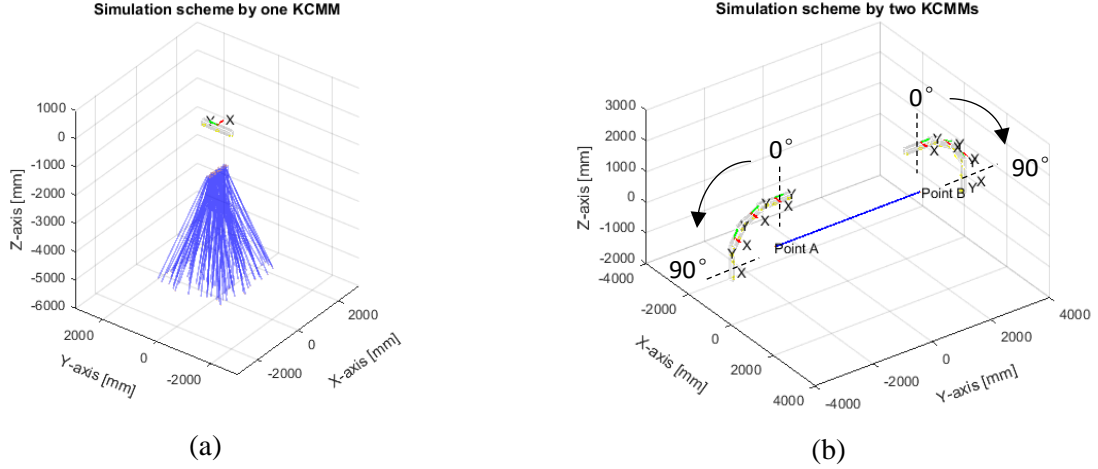 Simulation scheme by one KCMM
1000
0
-1000
-2000
-3000
-4000
-5000
-6000
Z-axis [mm]
Y X
2000
0
-2000
Y-axis [mm]
-2000
0
2000
X-axis [mm]
(a)
Simulation scheme by two KCMMs
3000
2000
1000
0
-1000
-2000
Z-axis [mm]
0°
0°
90°
90°
Y
X
Y
X
Y
X
Y
X
Y
X
Y
X
X
Y
X
Point A
Point B
-4000
-2000
0
2000
4000
X-axis [mm]
-4000
-2000
0
2000
4000
Y-axis [mm]
(b)